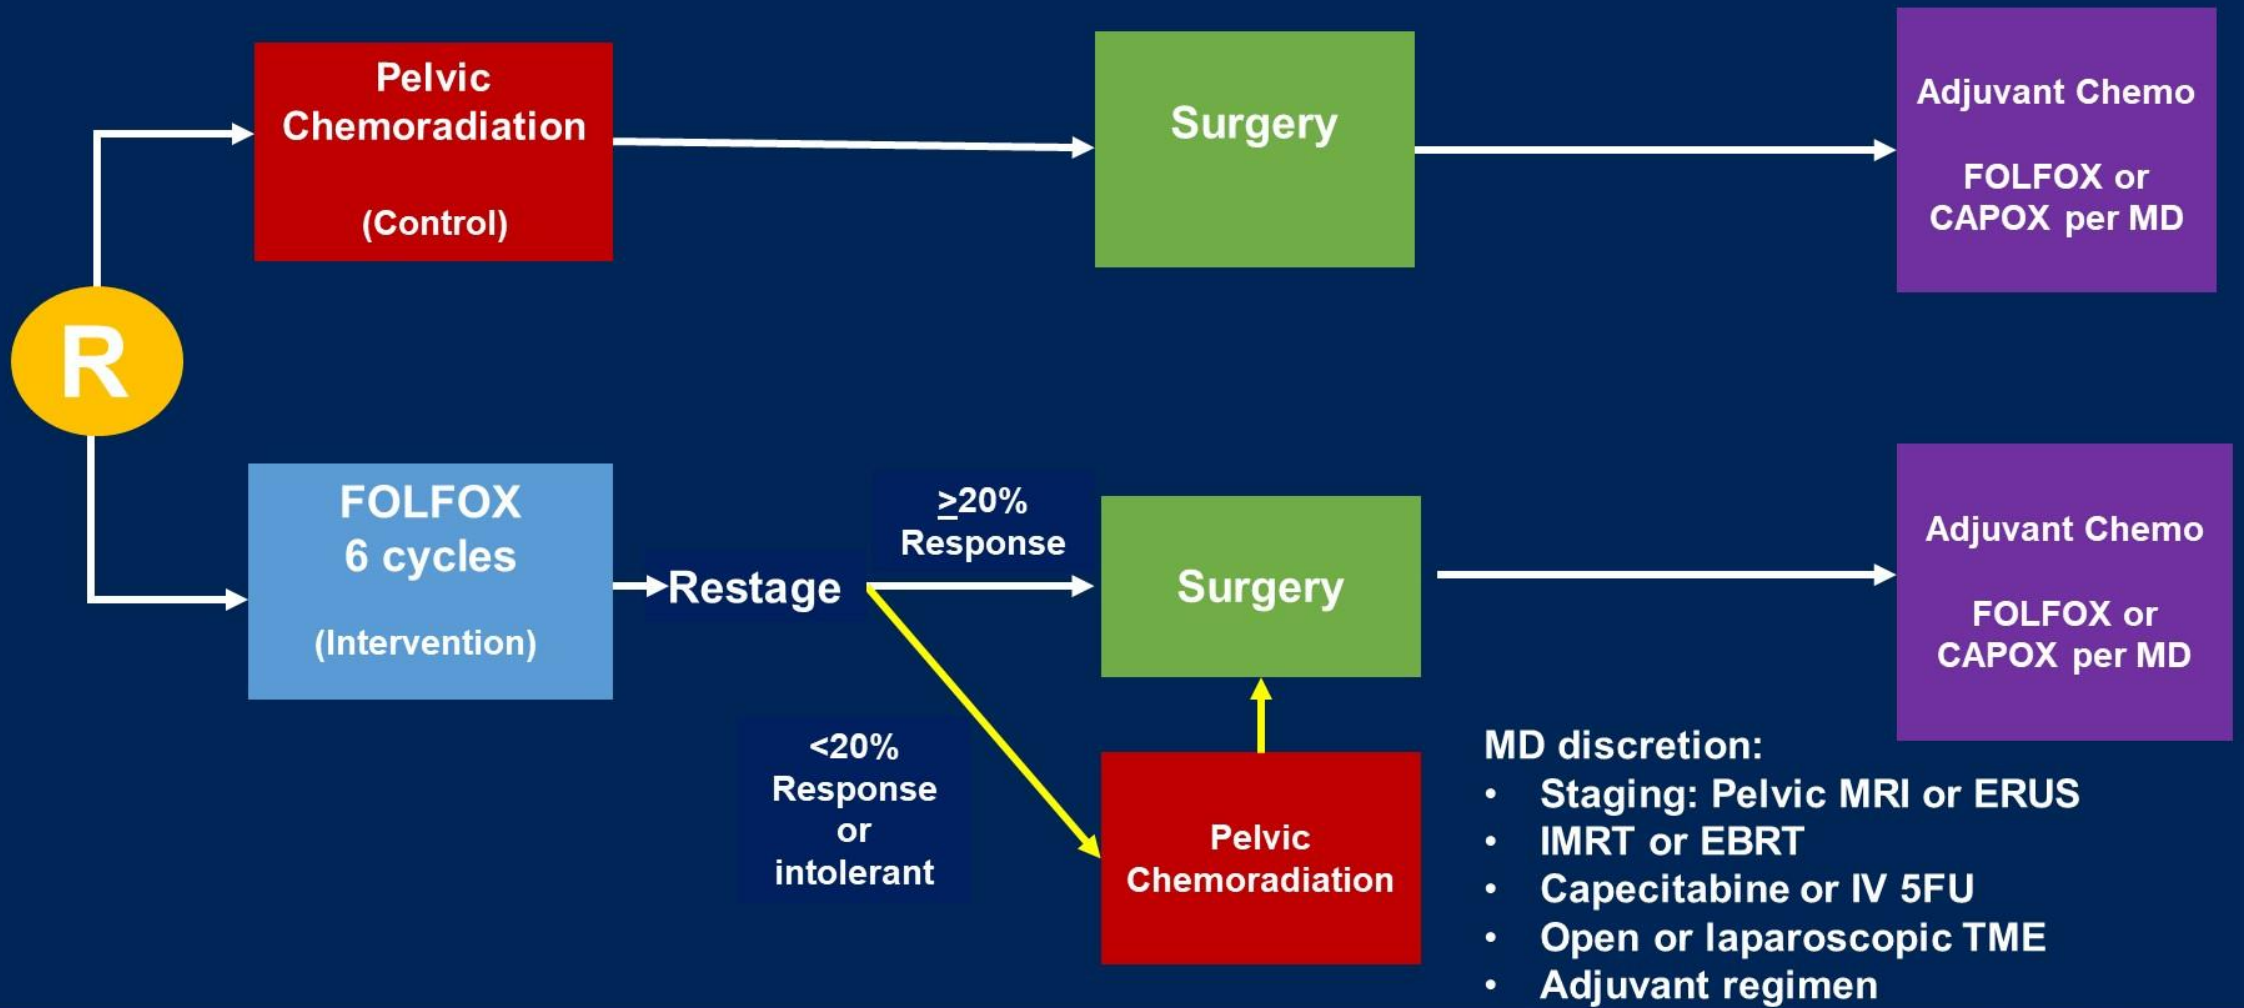 Pelvic
Chemoradiation
(Control)
Surgery
Adjuvant Chemo
FOLFOX or
CAPOX per MD
R
FOLFOX
6 cycles
(Intervention)
Restage
≥20%
Response
Surgery
Adjuvant Chemo
FOLFOX or
CAPOX per MD
<20%
Response
or
intolerant
Pelvic
Chemoradiation
MD discretion:
• Staging: Pelvic MRI or ERUS
• IMRT or EBRT
• Capecitabine or IV 5FU
• Open or laparoscopic TME
• Adjuvant regimen